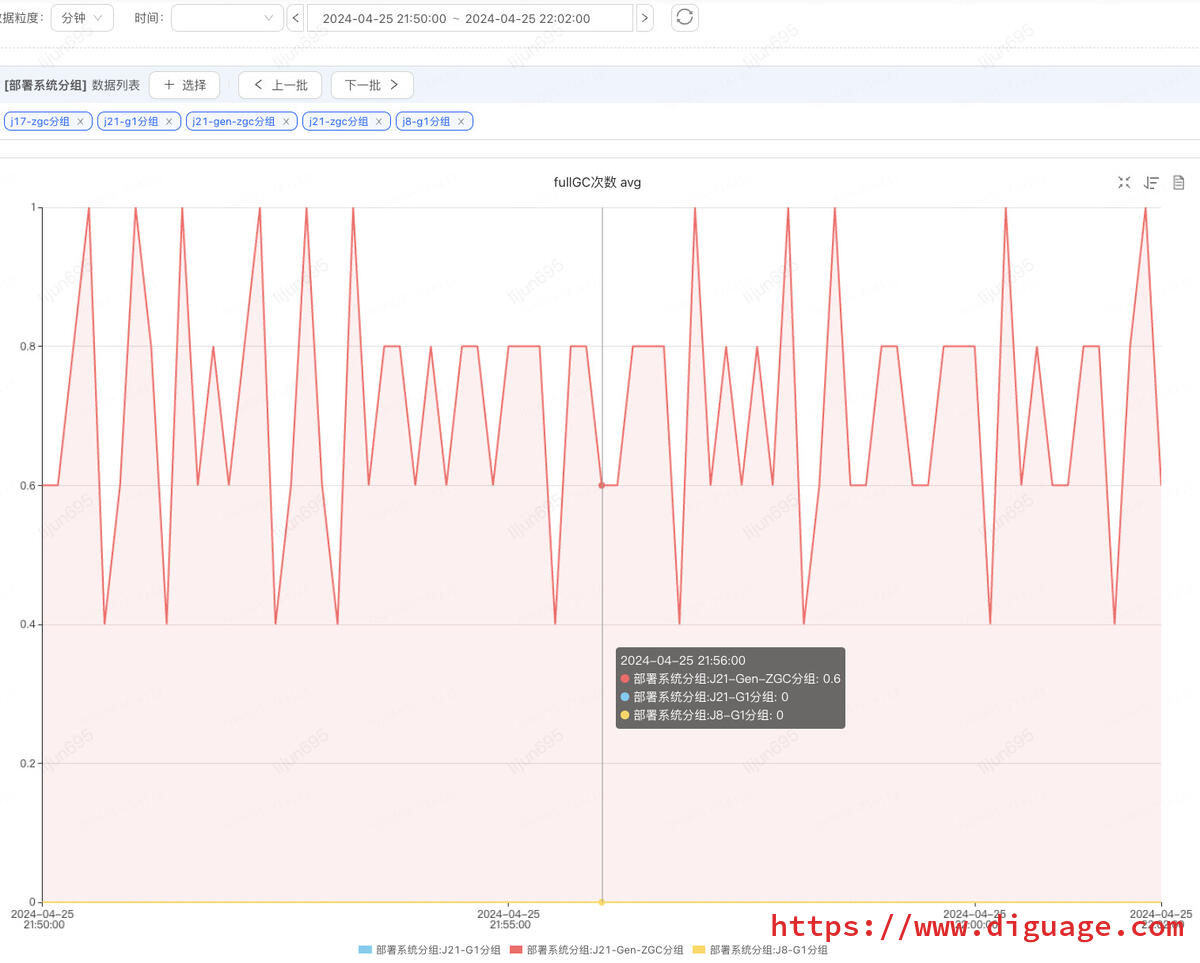 据粒度: 分钟 时间: 2024-04-25 21:50:00 ~ 2024-04-25 22:02:00
[部署系统分组] 数据列表 + 选择 < 上一批 下一批 >
j17-zgc分组 × j21-g1分组 × j21-gen-zgc分组 × j21-zgc分组 × j8-g1分组 ×
fullGC次数 avg
1
0.8
0.6
0.4
0.2
0
2024-04-25 21:56:00
部署系统分组:J21-Gen-ZGC分组: 0.6
部署系统分组:J21-G1分组: 0
部署系统分组:J8-G1分组: 0
2024-04-25 2024-04-25 2024-04-25 2024-04-25
21:50:00 21:55:00 22:00:00 22:02:00
https://www.diguage.com
部署系统分组:J21-G1分组 部署系统分组:J21-Gen-ZGC分组 部署系统分组:J8-G1分组
lijun695